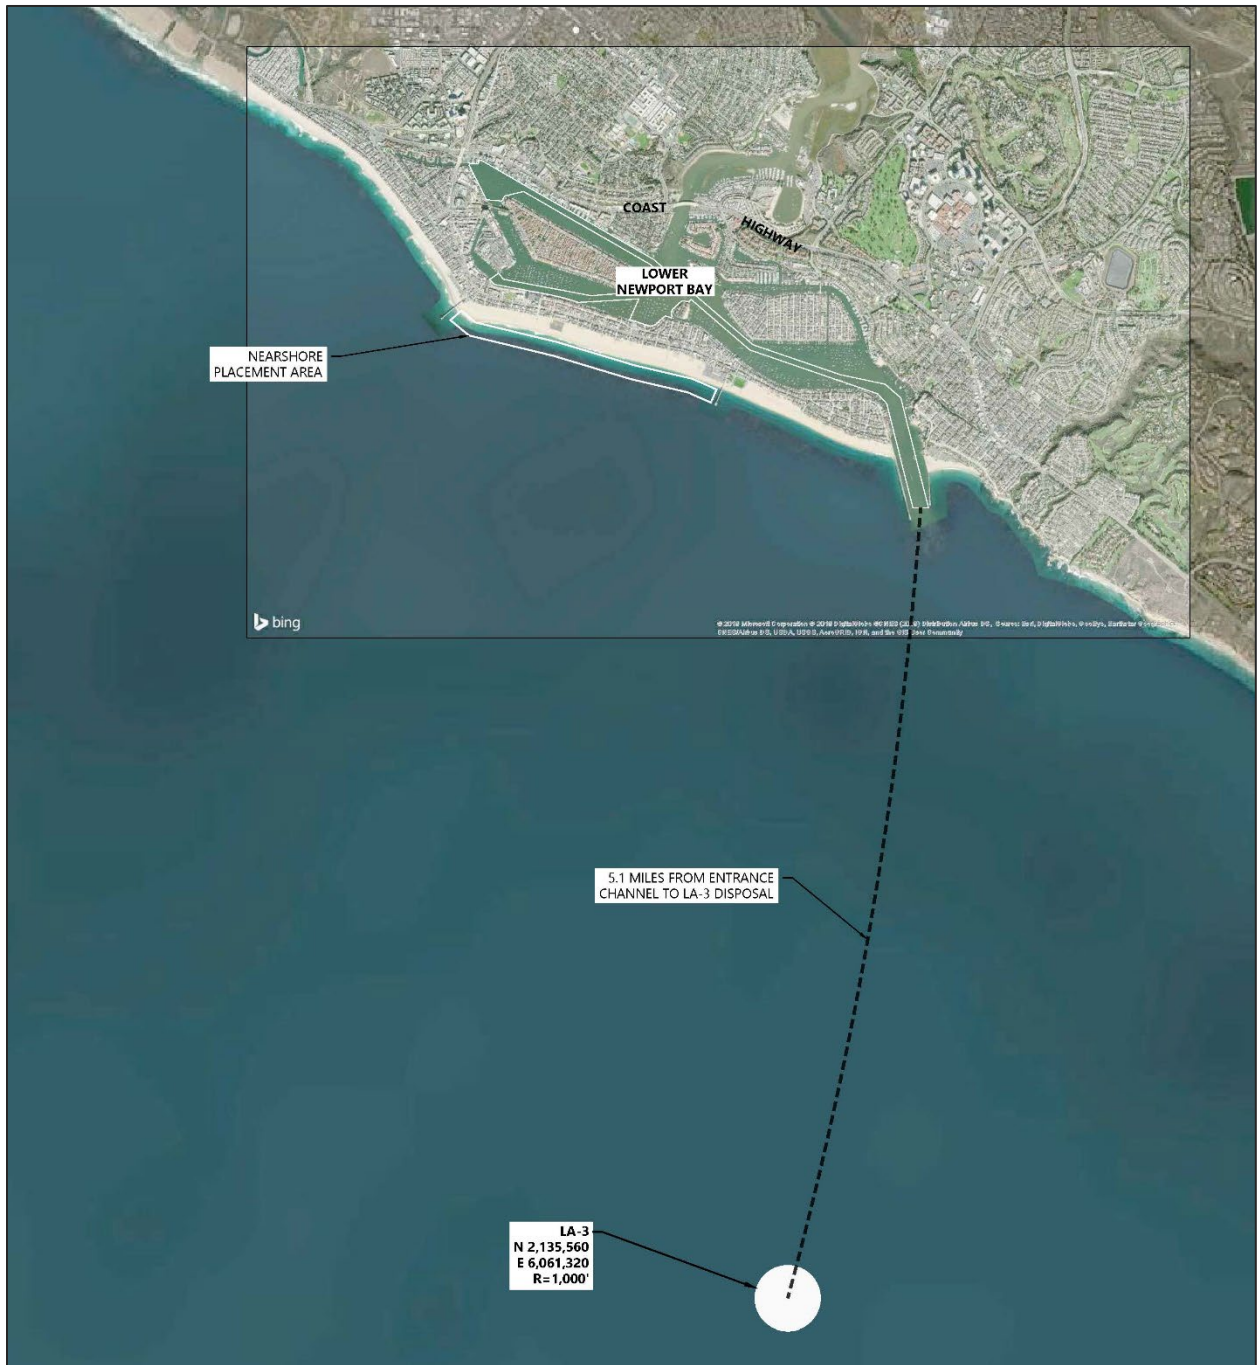 COAST
HIGHWAY
LOWER
NEWPORT BAY
NEARSHORE
PLACEMENT AREA
bing
5.1 MILES FROM ENTRANCE
CHANNEL TO LA-3 DISPOSAL
LA-3
N 2,135,560
E 6,061,320
R=1,000'